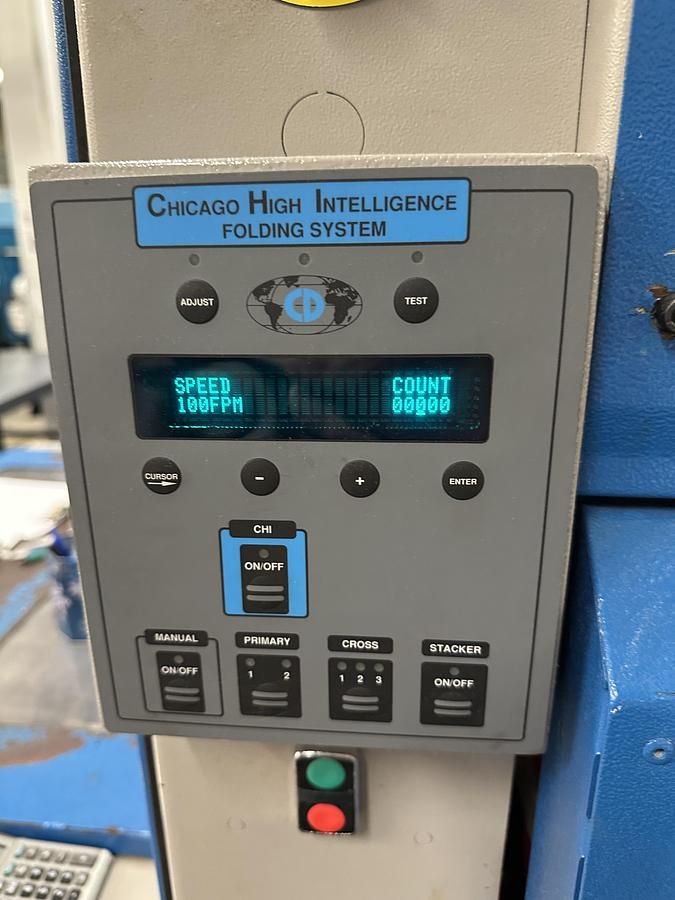 CHICAGO HIGH INTELLIGENCE
FOLDING SYSTEM
ADJUST
CD
TEST
SPEED COUNT
100FPM 00000
CURSOR
-
+
ENTER
CHI
ON/OFF
MANUAL
ON/OFF
PRIMARY
1 2
CROSS
1 2 3
STACKER
ON/OFF